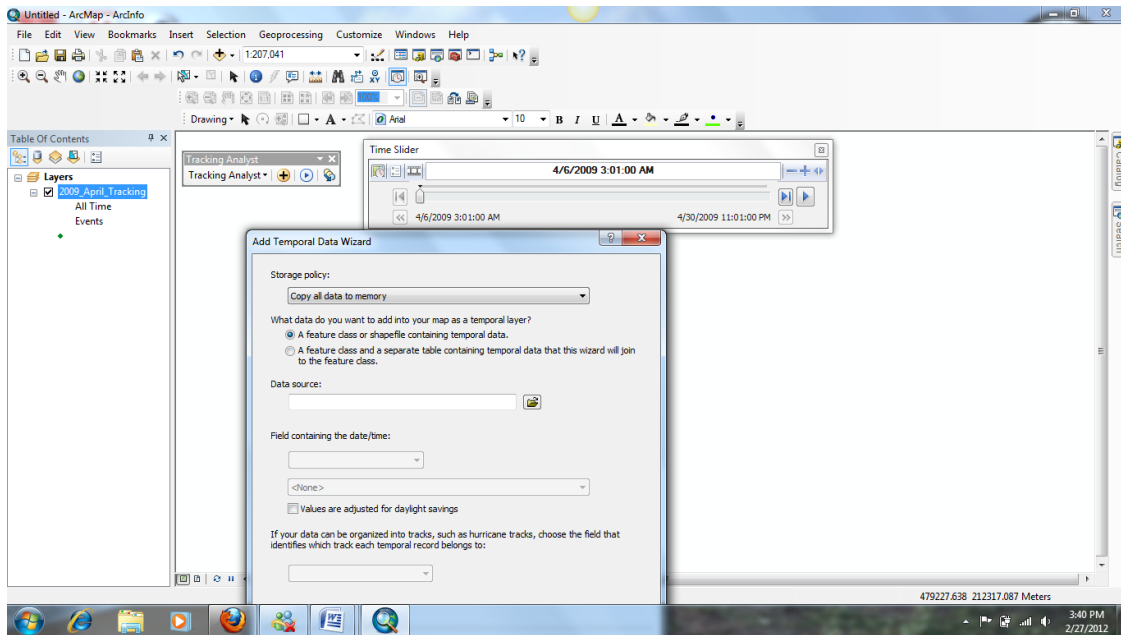 Untitled - ArcMap - ArcInfo
File Edit View Bookmarks Insert Selection Geoprocessing Customize Windows Help
1:207,041
100%
Drawing A Arial 10 B I U A
Table Of Contents
Layers
2009_April_Tracking
All Time
Events
Tracking Analyst
Tracking Analyst
Time Slider
4/6/2009 3:01:00 AM
4/6/2009 3:01:00 AM 4/30/2009 11:01:00 PM
Catalog
Search
Add Temporal Data Wizard
Storage policy:
Copy all data to memory
What data do you want to add into your map as a temporal layer?
A feature class or shapefile containing temporal data.
A feature class and a separate table containing temporal data that this wizard will join
to the feature class.
Data source:
Field containing the date/time:
<None>
Values are adjusted for daylight savings
If your data can be organized into tracks, such as hurricane tracks, choose the field that
identifies which track each temporal record belongs to:
479227.638 212317.087 Meters
3:40 PM
2/27/2012